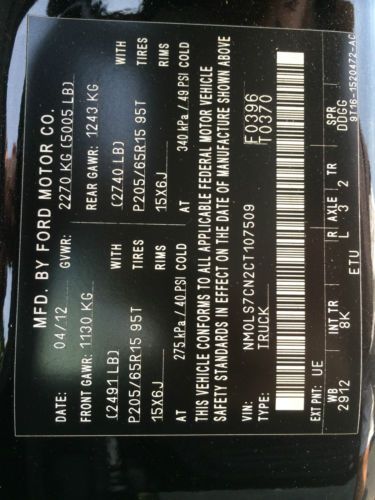 MFD. BY FORD MOTOR CO.
DATE: 04/12 GVWR: 2270 KG (5005 LB)
FRONT GAWR: 1130 KG REAR GAWR: 1243 KG
(2491 LB) WITH (2740 LB) WITH
P205/65R15 95T TIRES P205/65R15 95T TIRES
15X6J RIMS 15X6J RIMS
AT 275 kPa/ 40 PSI COLD AT 340 kPa/ 49 PSI COLD
THIS VEHICLE CONFORMS TO ALL APPLICABLE FEDERAL MOTOR VEHICLE
SAFETY STANDARDS IN EFFECT ON THE DATE OF MANUFACTURE SHOWN ABOVE
VIN: NM0LS7CN2CT107509 F0396
TYPE: TRUCK T0370
EXT PNT: UE ETU
WB INT TR R AXLE TR SPR
2912 8K L 3 2 DDGG
9T16-1520472-AC